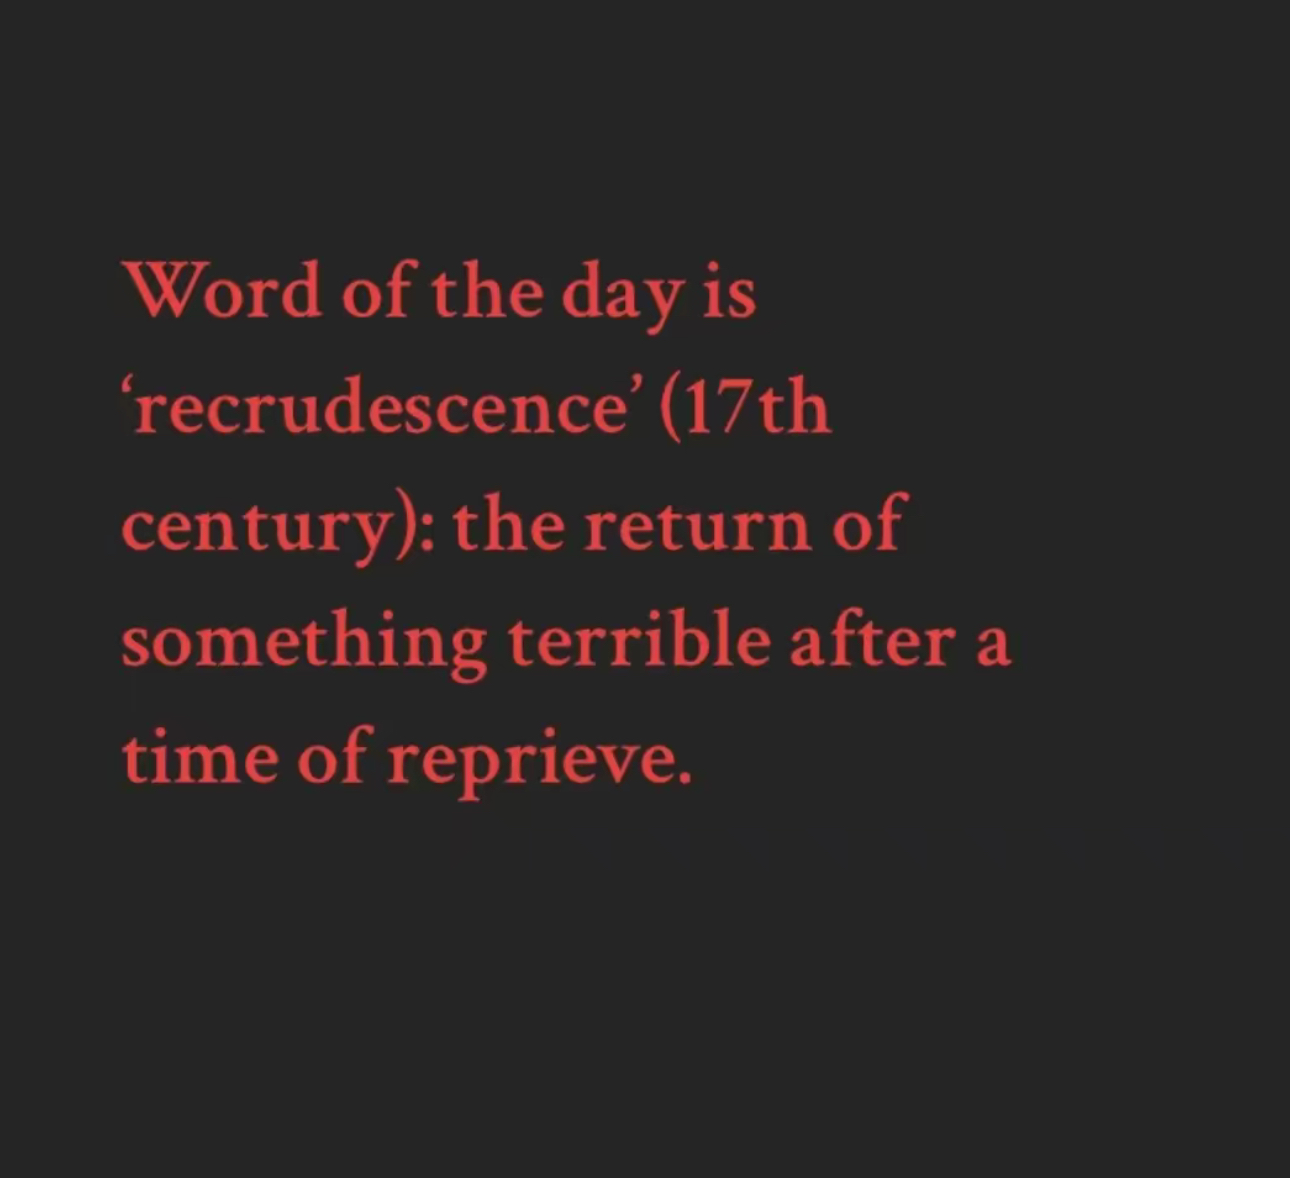 Word of the day is
‘recrudescence’ (17th
century): the return of
something terrible after a
time of reprieve.